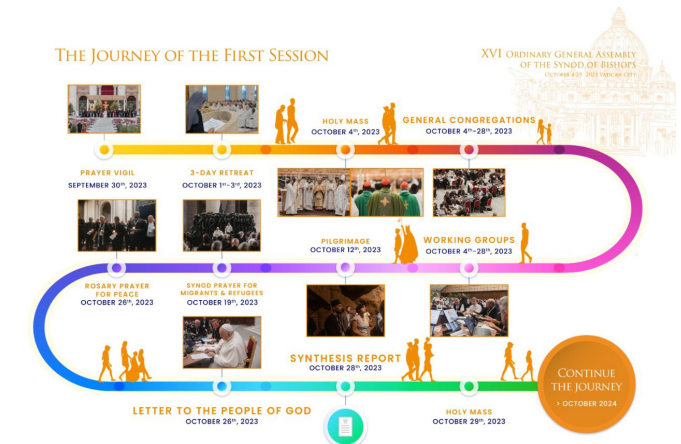 THE JOURNEY OF THE FIRST SESSION
XVI ORDINARY GENERAL ASSEMBLY
OF THE SYNOD OF BISHOPS
OCTOBER 4-29, 2023 VATICAN CITY
HOLY MASS
OCTOBER 4th, 2023
GENERAL CONGREGATIONS
OCTOBER 4th-28th, 2023
PRAYER VIGIL
SEPTEMBER 30th, 2023
3-DAY RETREAT
OCTOBER 1st-3rd, 2023
PILGRIMAGE
OCTOBER 12th, 2023
WORKING GROUPS
OCTOBER 4th-28th, 2023
ROSARY PRAYER
FOR PEACE
OCTOBER 26th, 2023
SYNOD PRAYER FOR
MIGRANTS & REFUGEES
OCTOBER 19th, 2023
SYNTHESIS REPORT
OCTOBER 28th, 2023
CONTINUE
THE JOURNEY
> OCTOBER 2024
LETTER TO THE PEOPLE OF GOD
OCTOBER 26th, 2023
HOLY MASS
OCTOBER 29th, 2023